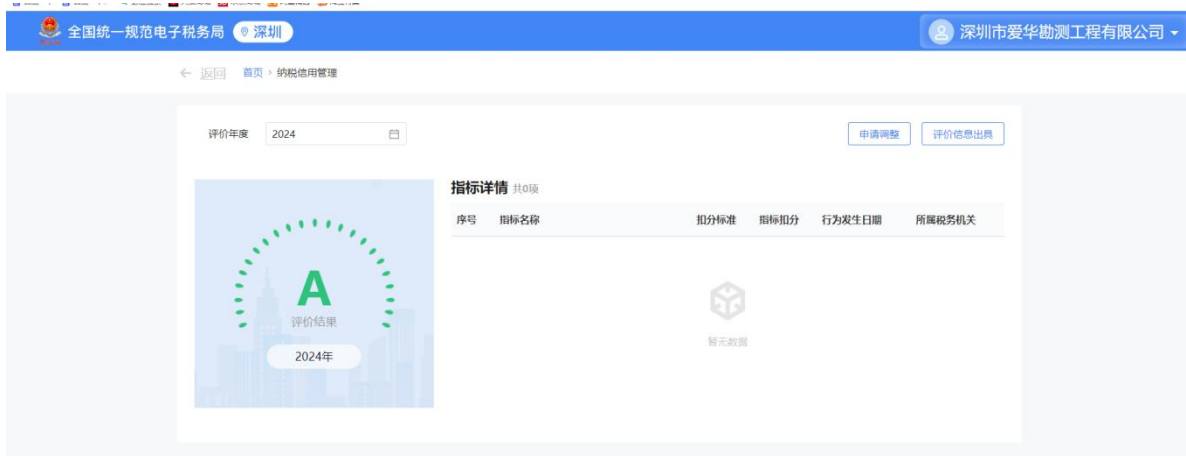 全国统一规范电子税务局 深圳 深圳市爱华勘测工程有限公司
← 返回 首页 > 纳税信用管理
评价年度 2024 申请调整 评价信息出具
指标详情 共0项
序号 指标名称 扣分标准 指标扣分 行为发生日期 所属税务机关
A
评价结果
2024年
暂无数据